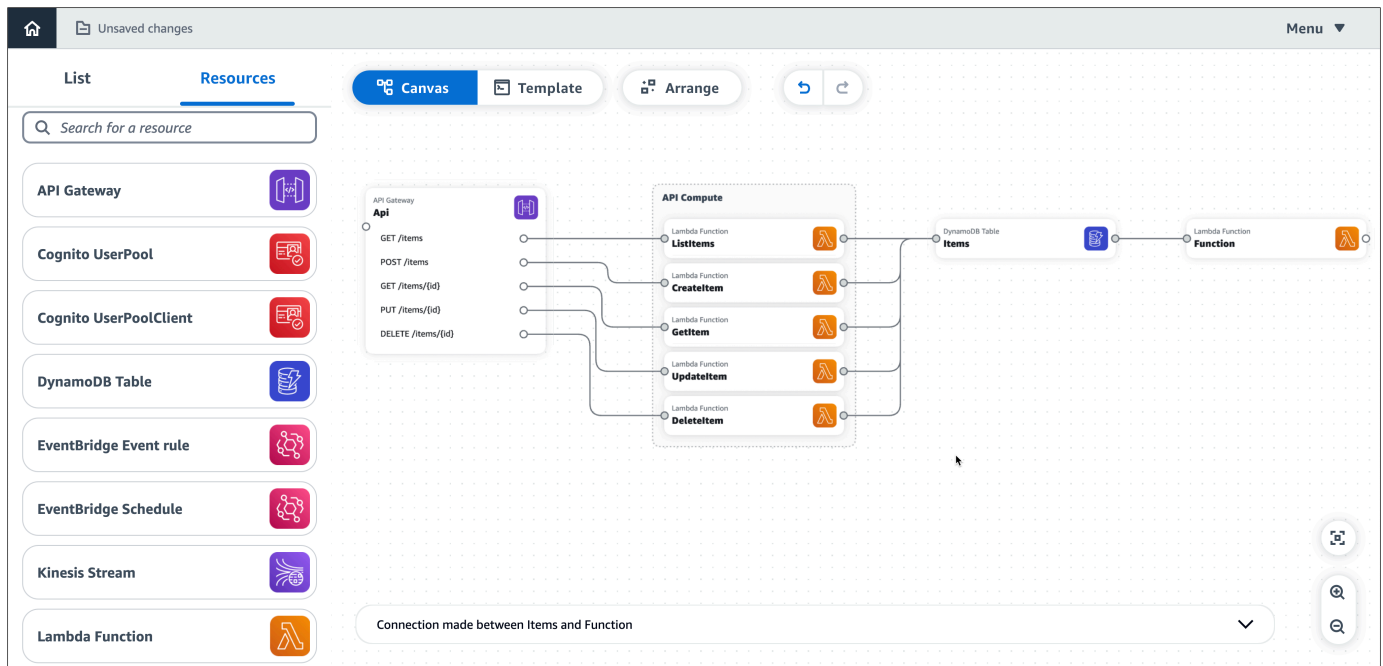 Unsaved changes
Menu
List
Resources
Search for a resource
API Gateway
Cognito UserPool
Cognito UserPoolClient
DynamoDB Table
EventBridge Event rule
EventBridge Schedule
Kinesis Stream
Lambda Function
Canvas
Template
Arrange
API Gateway
Api
GET /items
POST /items
GET /items/{id}
PUT /items/{id}
DELETE /items/{id}
API Compute
Lambda Function
ListItems
Lambda Function
CreateItem
Lambda Function
GetItem
Lambda Function
UpdateItem
Lambda Function
DeleteItem
DynamoDB Table
Items
Lambda Function
Function
Connection made between Items and Function